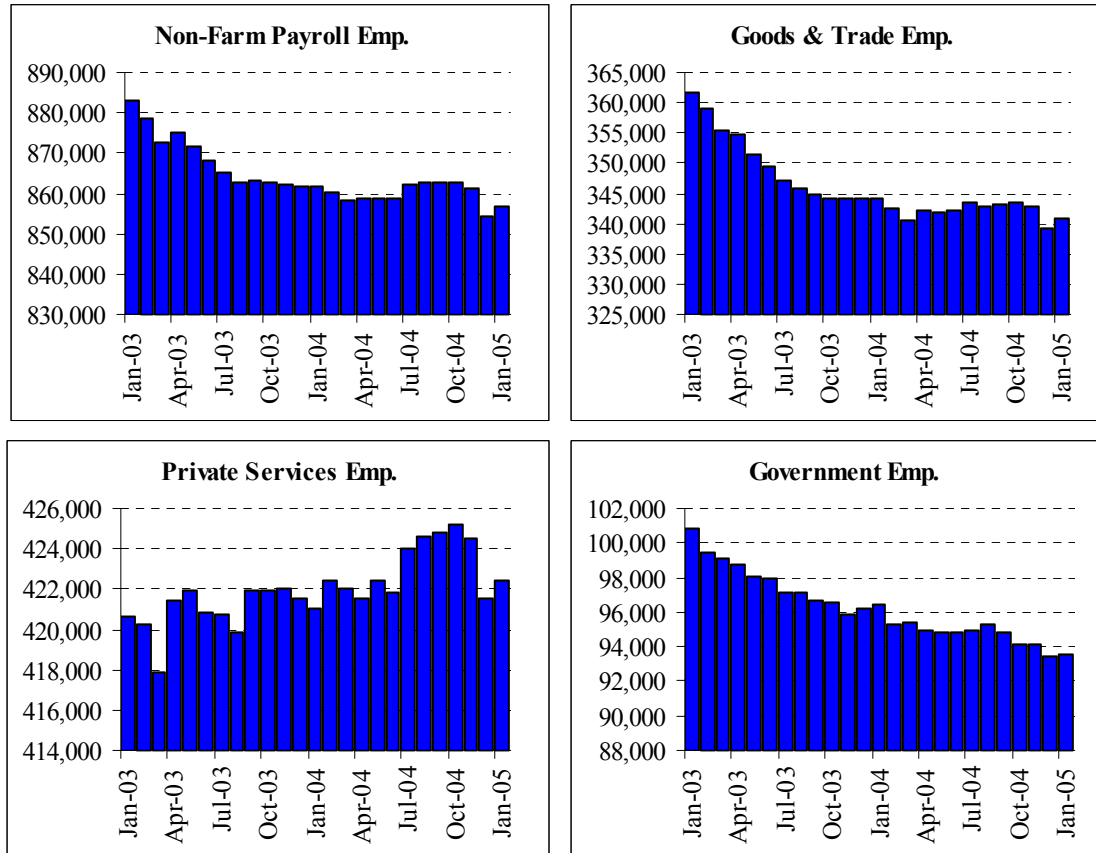 Non-Farm Payroll Emp.
890,000
880,000
870,000
860,000
850,000
840,000
830,000
Jan-03
Apr-03
Jul-03
Oct-03
Jan-04
Apr-04
Jul-04
Oct-04
Jan-05
Goods & Trade Emp.
365,000
360,000
355,000
350,000
345,000
340,000
335,000
330,000
325,000
Jan-03
Apr-03
Jul-03
Oct-03
Jan-04
Apr-04
Jul-04
Oct-04
Jan-05
Private Services Emp.
426,000
424,000
422,000
420,000
418,000
416,000
414,000
Jan-03
Apr-03
Jul-03
Oct-03
Jan-04
Apr-04
Jul-04
Oct-04
Jan-05
Government Emp.
102,000
100,000
98,000
96,000
94,000
92,000
90,000
88,000
Jan-03
Apr-03
Jul-03
Oct-03
Jan-04
Apr-04
Jul-04
Oct-04
Jan-05